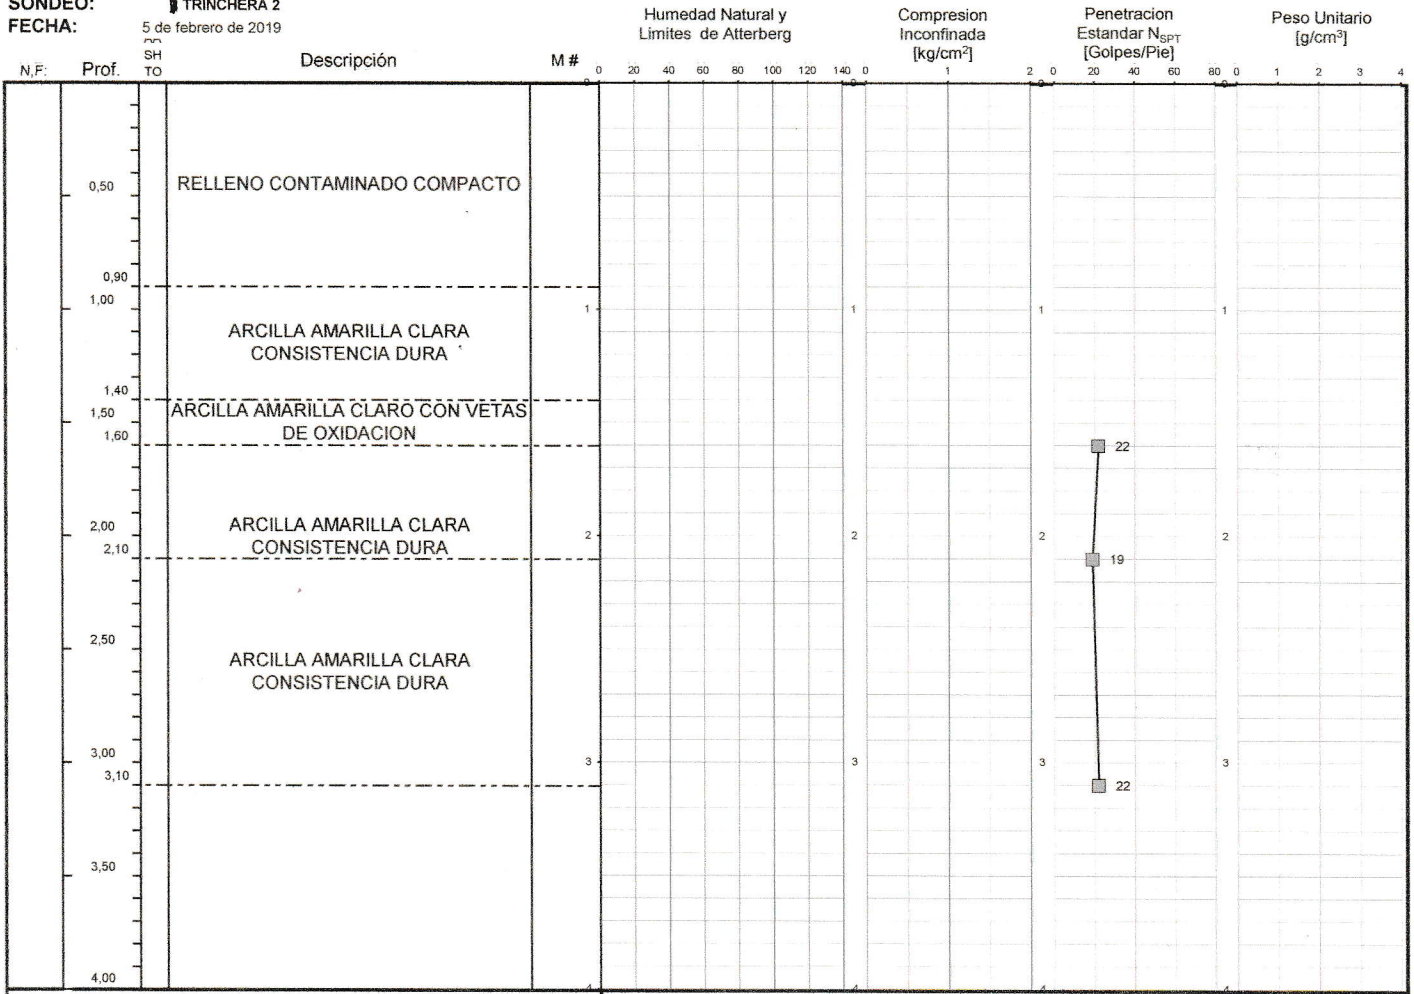 SONDEO: TRINCHERA 2
FECHA: 5 de febrero de 2019
Humedad Natural y
Limites de Atterberg
Compresion
Inconfinada
[kg/cm²]
Penetracion
Estandar N_SPT
[Golpes/Pie]
Peso Unitario
[g/cm³]
N,F: Prof. SH TO Descripción M #
0 20 40 60 80 100 120 140 0 1 2 0 20 40 60 80 0 1 2 3 4
0,50 RELLENO CONTAMINADO COMPACTO
0,90
1,00 1 1 1 1
ARCILLA AMARILLA CLARA
CONSISTENCIA DURA
1,40
1,50 ARCILLA AMARILLA CLARO CON VETAS
1,60 DE OXIDACION
22
2,00 ARCILLA AMARILLA CLARA
2 2 2 2
2,10 CONSISTENCIA DURA
19
2,50
ARCILLA AMARILLA CLARA
CONSISTENCIA DURA
3,00 3 3 3 3
3,10
22
3,50
4,00